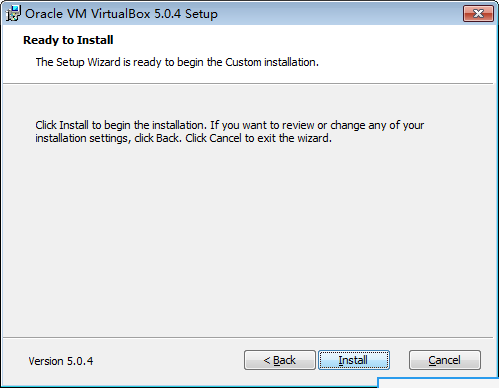 Oracle VM VirtualBox 5.0.4 Setup
Ready to Install
The Setup Wizard is ready to begin the Custom installation.
Click Install to begin the installation. If you want to review or change any of your
installation settings, click Back. Click Cancel to exit the wizard.
Version 5.0.4
< Back
Install
Cancel